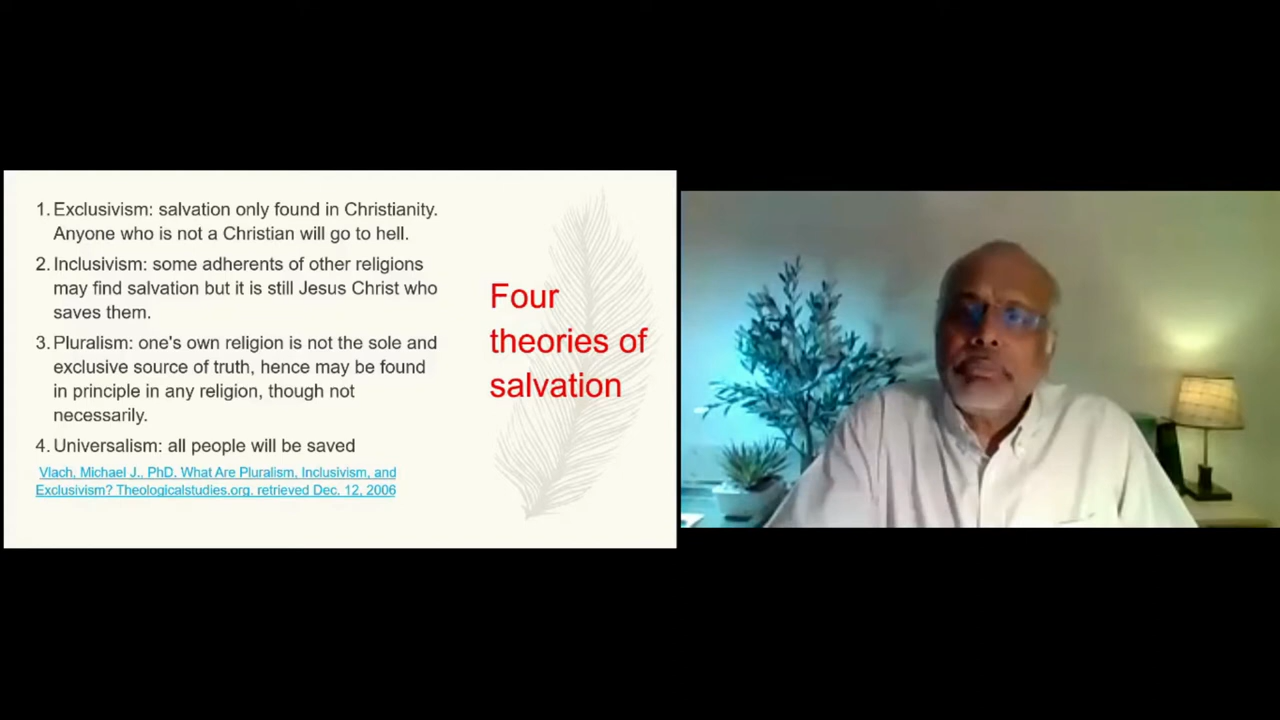 1. Exclusivism: salvation only found in Christianity.
Anyone who is not a Christian will go to hell.
2. Inclusivism: some adherents of other religions
may find salvation but it is still Jesus Christ who
saves them.
3. Pluralism: one's own religion is not the sole and
exclusive source of truth, hence may be found
in principle in any religion, though not
necessarily.
4. Universalism: all people will be saved
Vlach, Michael J., PhD. What Are Pluralism, Inclusivism, and
Exclusivism? Theologicalstudies.org, retrieved Dec. 12, 2006
Four
theories of
salvation